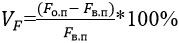 V_F = (F_о.п − F_в.п) / F_в.п * 100%